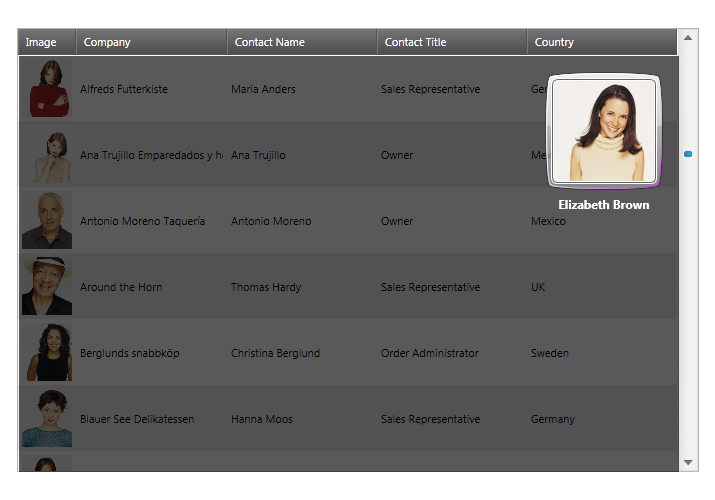 Image Company Contact Name Contact Title Country
Alfreds Futterkiste Maria Anders Sales Representative Ger
Ana Trujillo Emparedados y h Ana Trujillo Owner Mex
Elizabeth Brown
Antonio Moreno Taquería Antonio Moreno Owner Mexico
Around the Horn Thomas Hardy Sales Representative UK
Berglunds snabbköp Christina Berglund Order Administrator Sweden
Blauer See Delikatessen Hanna Moos Sales Representative Germany